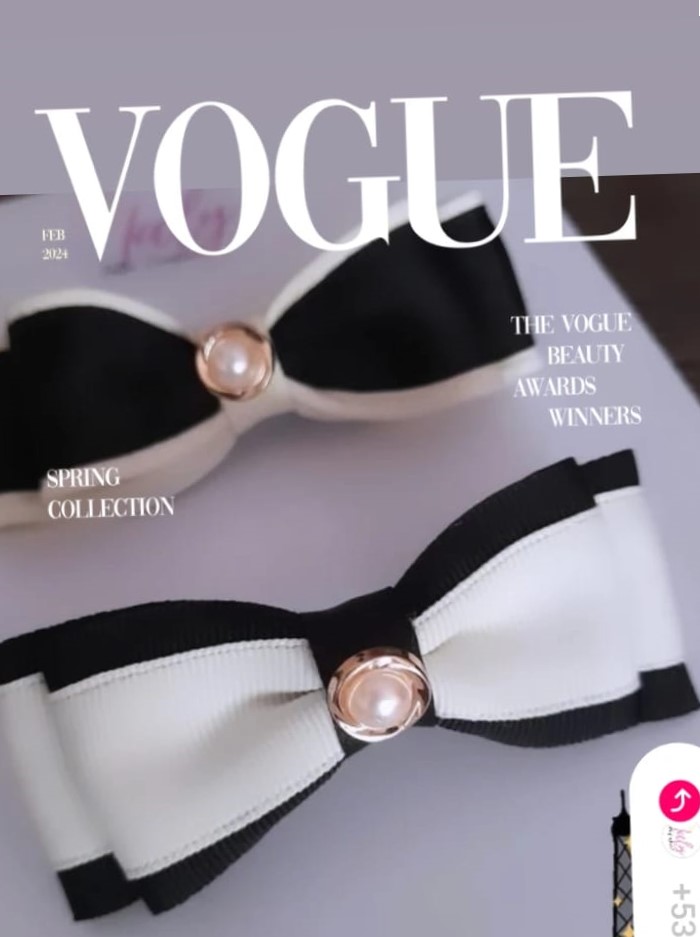 VOGUE
FEB
2024
THE VOGUE
BEAUTY
AWARDS
WINNERS
SPRING
COLLECTION
+53